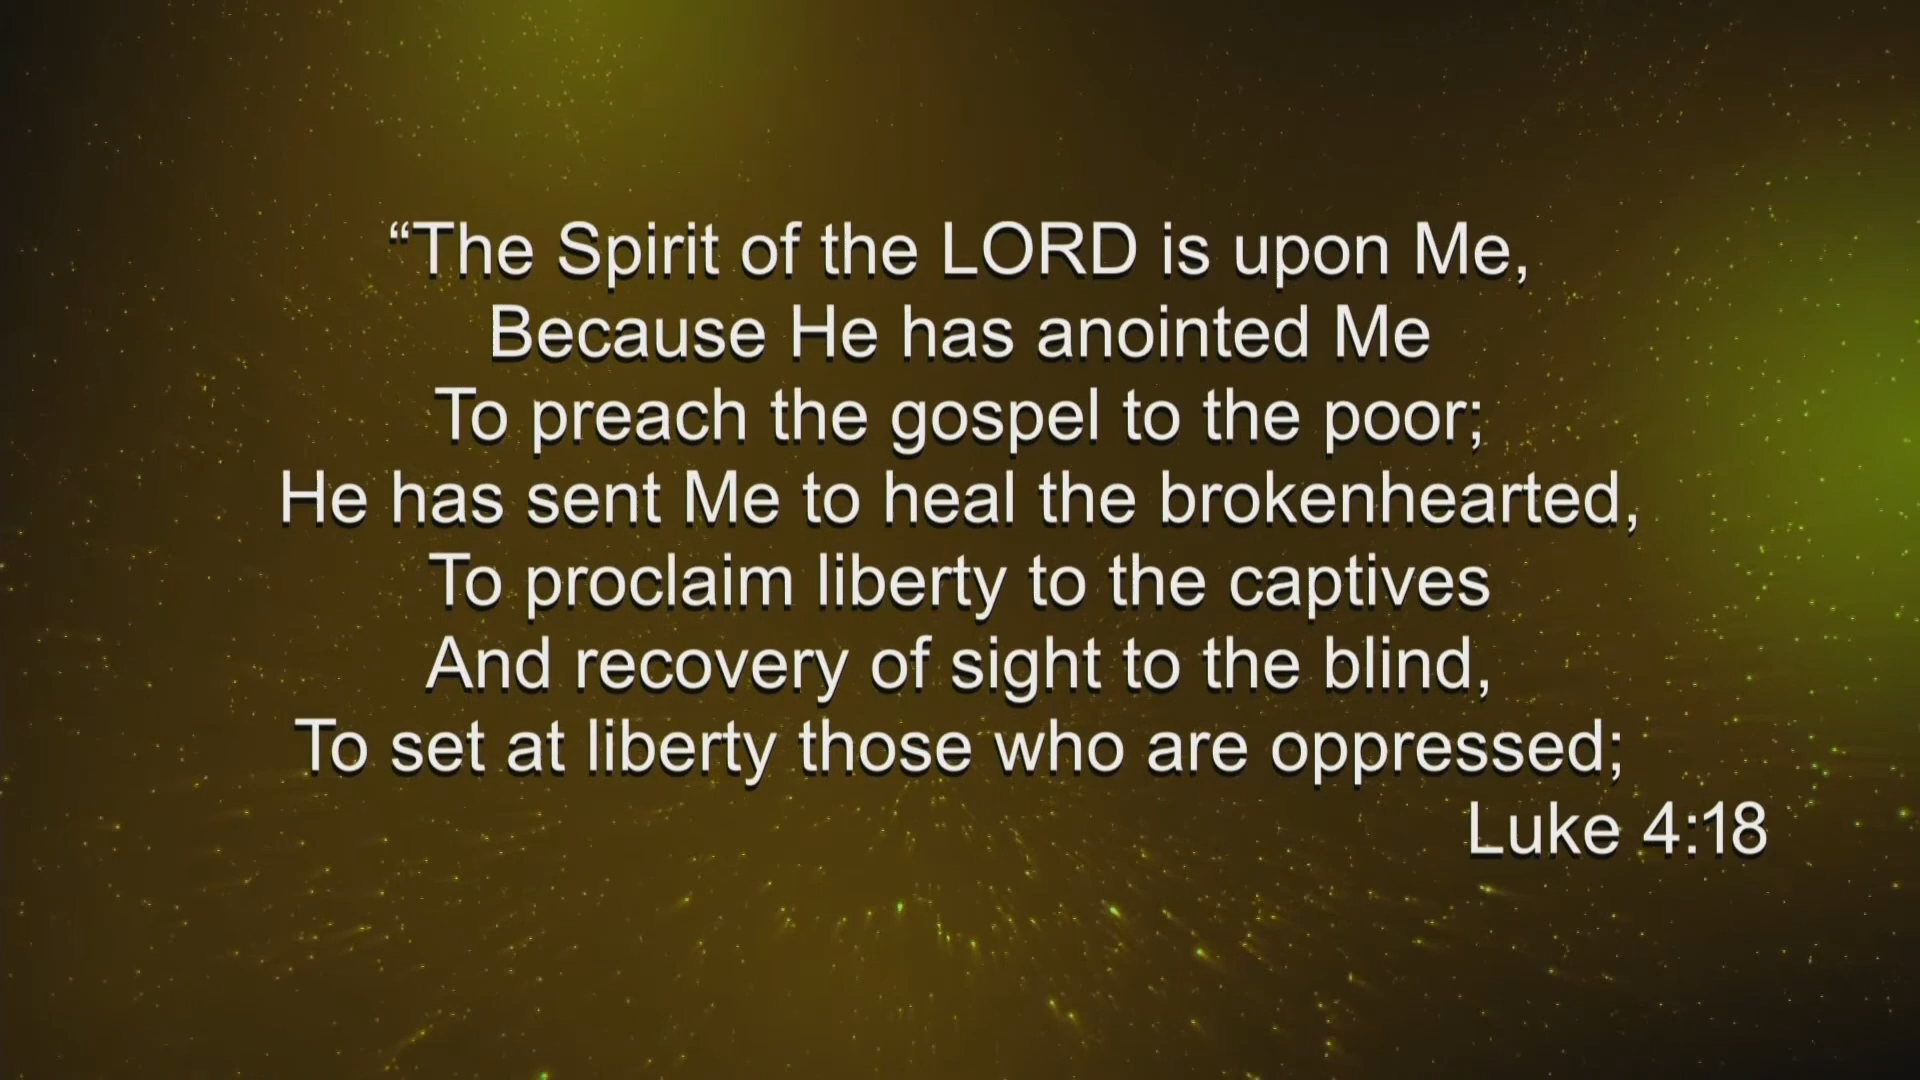 “The Spirit of the LORD is upon Me,
Because He has anointed Me
To preach the gospel to the poor;
He has sent Me to heal the brokenhearted,
To proclaim liberty to the captives
And recovery of sight to the blind,
To set at liberty those who are oppressed;
Luke 4:18